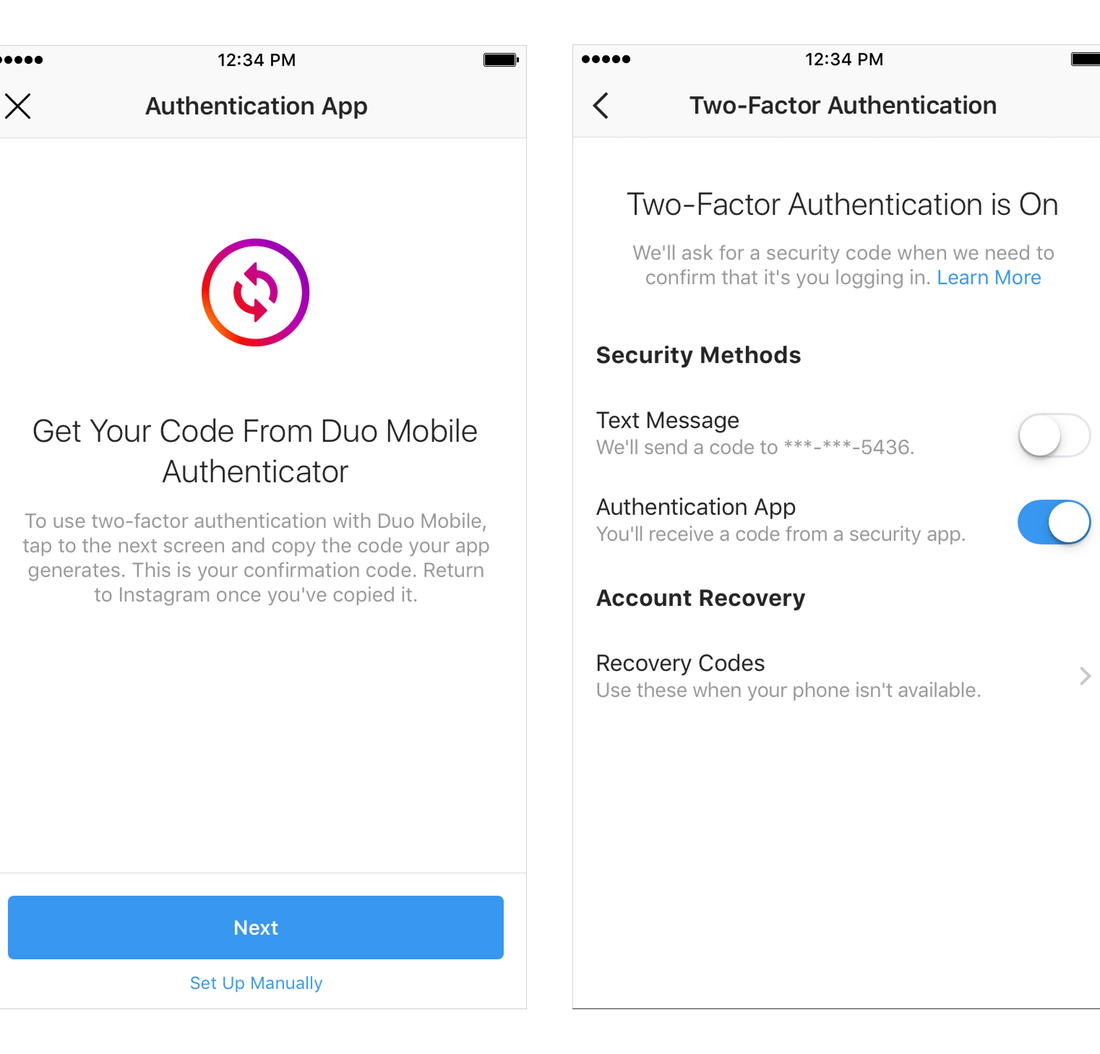 12:34 PM
Authentication App
Get Your Code From Duo Mobile
Authenticator
To use two-factor authentication with Duo Mobile,
tap to the next screen and copy the code your app
generates. This is your confirmation code. Return
to Instagram once you've copied it.
Next
Set Up Manually
12:34 PM
Two-Factor Authentication
Two-Factor Authentication is On
We'll ask for a security code when we need to
confirm that it's you logging in. Learn More
Security Methods
Text Message
We'll send a code to ***-***-5436.
Authentication App
You'll receive a code from a security app.
Account Recovery
Recovery Codes
Use these when your phone isn't available.